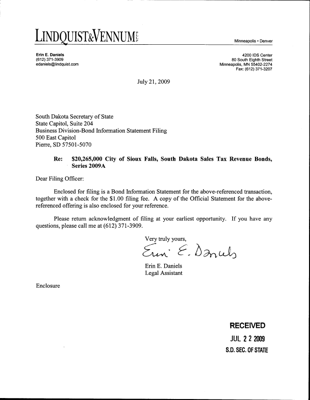 LINDQUIST&VENNUM
Minneapolis • Denver
Erin E. Daniels
(612) 371-3909
edaniels@lindquist.com
4200 IDS Center
80 South Eighth Street
Minneapolis, MN 55402-2274
Fax: (612) 371-3207
July 21, 2009
South Dakota Secretary of State
State Capitol, Suite 204
Business Division-Bond Information Statement Filing
500 East Capitol
Pierre, SD 57501-5070
Re: $20,265,000 City of Sioux Falls, South Dakota Sales Tax Revenue Bonds,
Series 2009A
Dear Filing Officer:
Enclosed for filing is a Bond Information Statement for the above-referenced transaction,
together with a check for the $1.00 filing fee. A copy of the Official Statement for the above-
referenced offering is also enclosed for your reference.
Please return acknowledgment of filing at your earliest opportunity. If you have any
questions, please call me at (612) 371-3909.
Very truly yours,
Erin E. Daniels
Erin E. Daniels
Legal Assistant
Enclosure
RECEIVED
JUL 22 2009
S.D. SEC. OF STATE